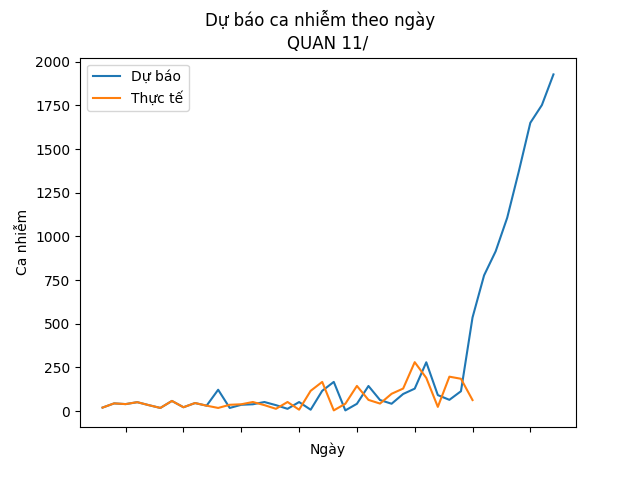 Dự báo ca nhiễm theo ngày
QUAN 11/
2000
1750
1500
1250
1000
750
500
250
0
Dự báo
Thực tế
Ca nhiễm
Ngày